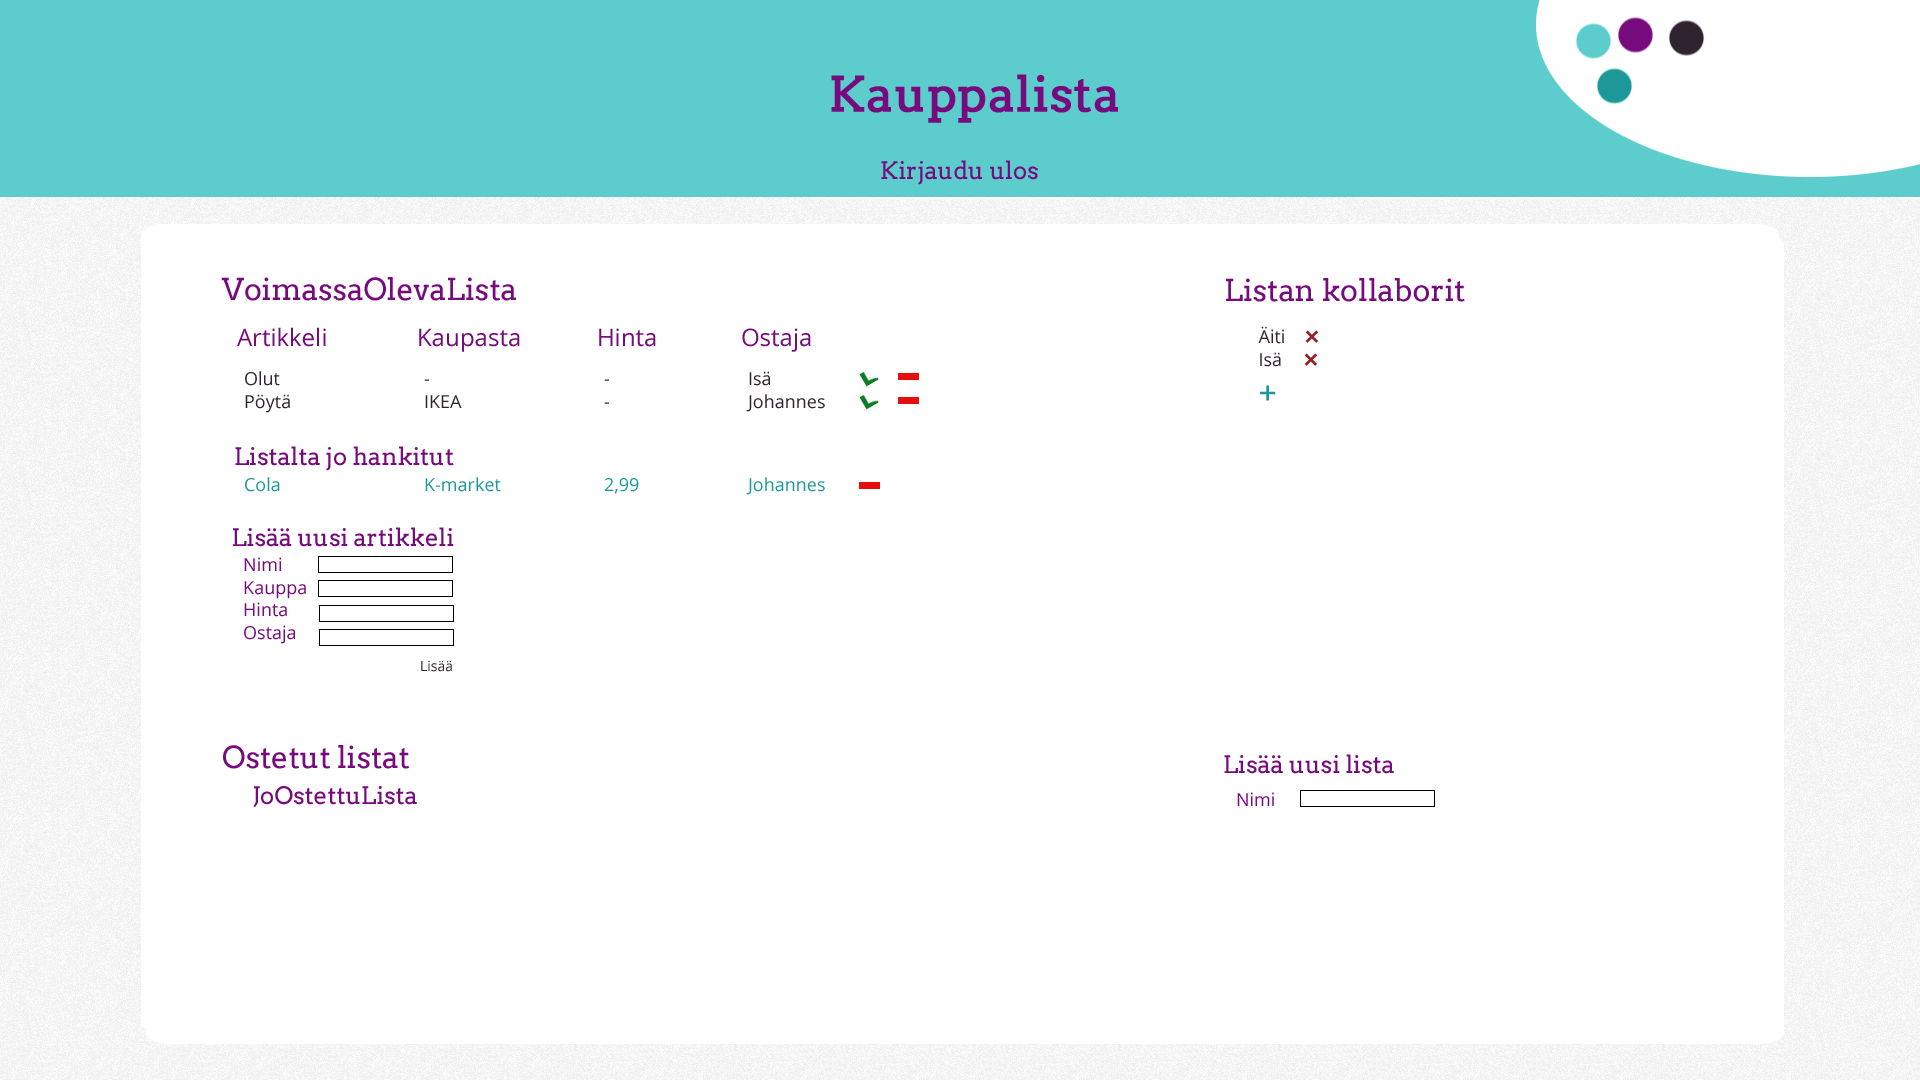 Kauppalista
Kirjaudu ulos
VoimassaOlevaLista
Artikkeli Kaupasta Hinta Ostaja
Olut - - Isä
Pöytä IKEA - Johannes
Listalta jo hankitut
Cola K-market 2,99 Johannes
Lisää uusi artikkeli
Nimi
Kauppa
Hinta
Ostaja
Lisää
Listan kollaborit
Äiti
Isä
Ostetut listat
JoOstettuLista
Lisää uusi lista
Nimi